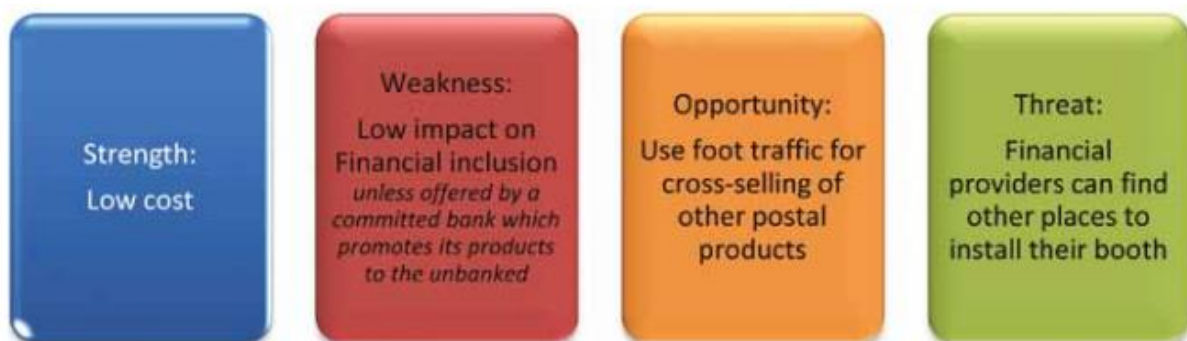 Strength:
Low cost
Weakness:
Low impact on
Financial inclusion
unless offered by a
committed bank which
promotes its products
to the unbanked
Opportunity:
Use foot traffic for
cross-selling of
other postal
products
Threat:
Financial
providers can find
other places to
install their booth